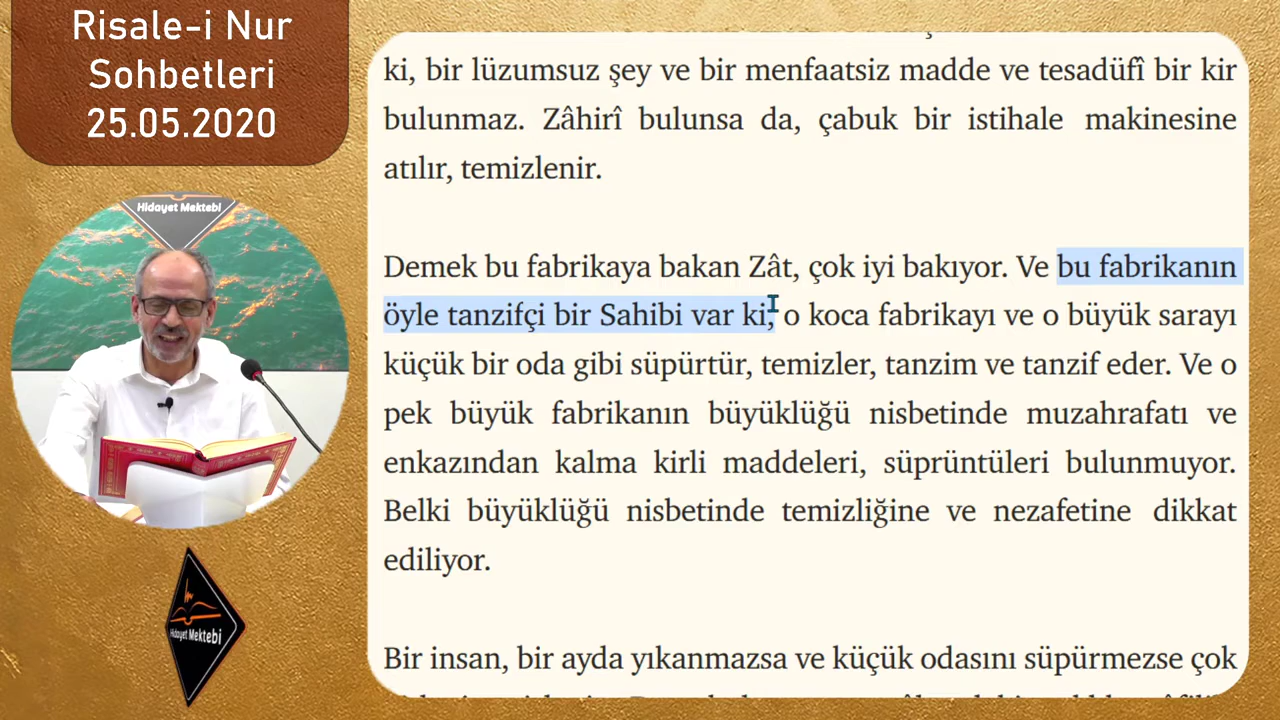 Risale-i Nur
Sohbetleri
25.05.2020
Hidayet Mektebi
Hidayet Mektebi
ki, bir lüzumsuz şey ve bir menfaatsiz madde ve tesadüfî bir kir
bulunmaz. Zâhirî bulunsa da, çabuk bir istihale makinesine
atılır, temizlenir.
Demek bu fabrikaya bakan Zât, çok iyi bakıyor. Ve bu fabrikanın
öyle tanzifçi bir Sahibi var ki, o koca fabrikayı ve o büyük sarayı
küçük bir oda gibi süpürtür, temizler, tanzim ve tanzif eder. Ve o
pek büyük fabrikanın büyüklüğü nisbetinde muzahrafatı ve
enkazından kalma kirli maddeleri, süprüntüleri bulunmuyor.
Belki büyüklüğü nisbetinde temizliğine ve nezafetine dikkat
ediliyor.
Bir insan, bir ayda yıkanmazsa ve küçük odasını süpürmezse çok